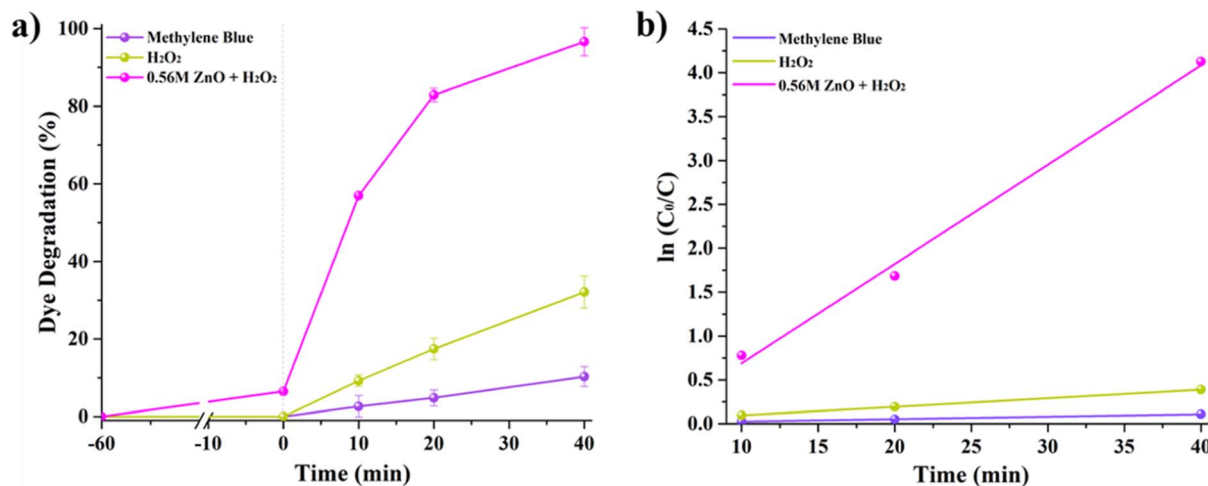 a)
Methylene Blue
H₂O₂
0.56M ZnO + H₂O₂
Dye Degradation (%)
100
80
60
40
20
0
-60
-10
0
10
20
30
40
Time (min)
b)
Methylene Blue
H₂O₂
0.56M ZnO + H₂O₂
ln (C₀/C)
4.5
4.0
3.5
3.0
2.5
2.0
1.5
1.0
0.5
0.0
10
15
20
25
30
35
40
Time (min)